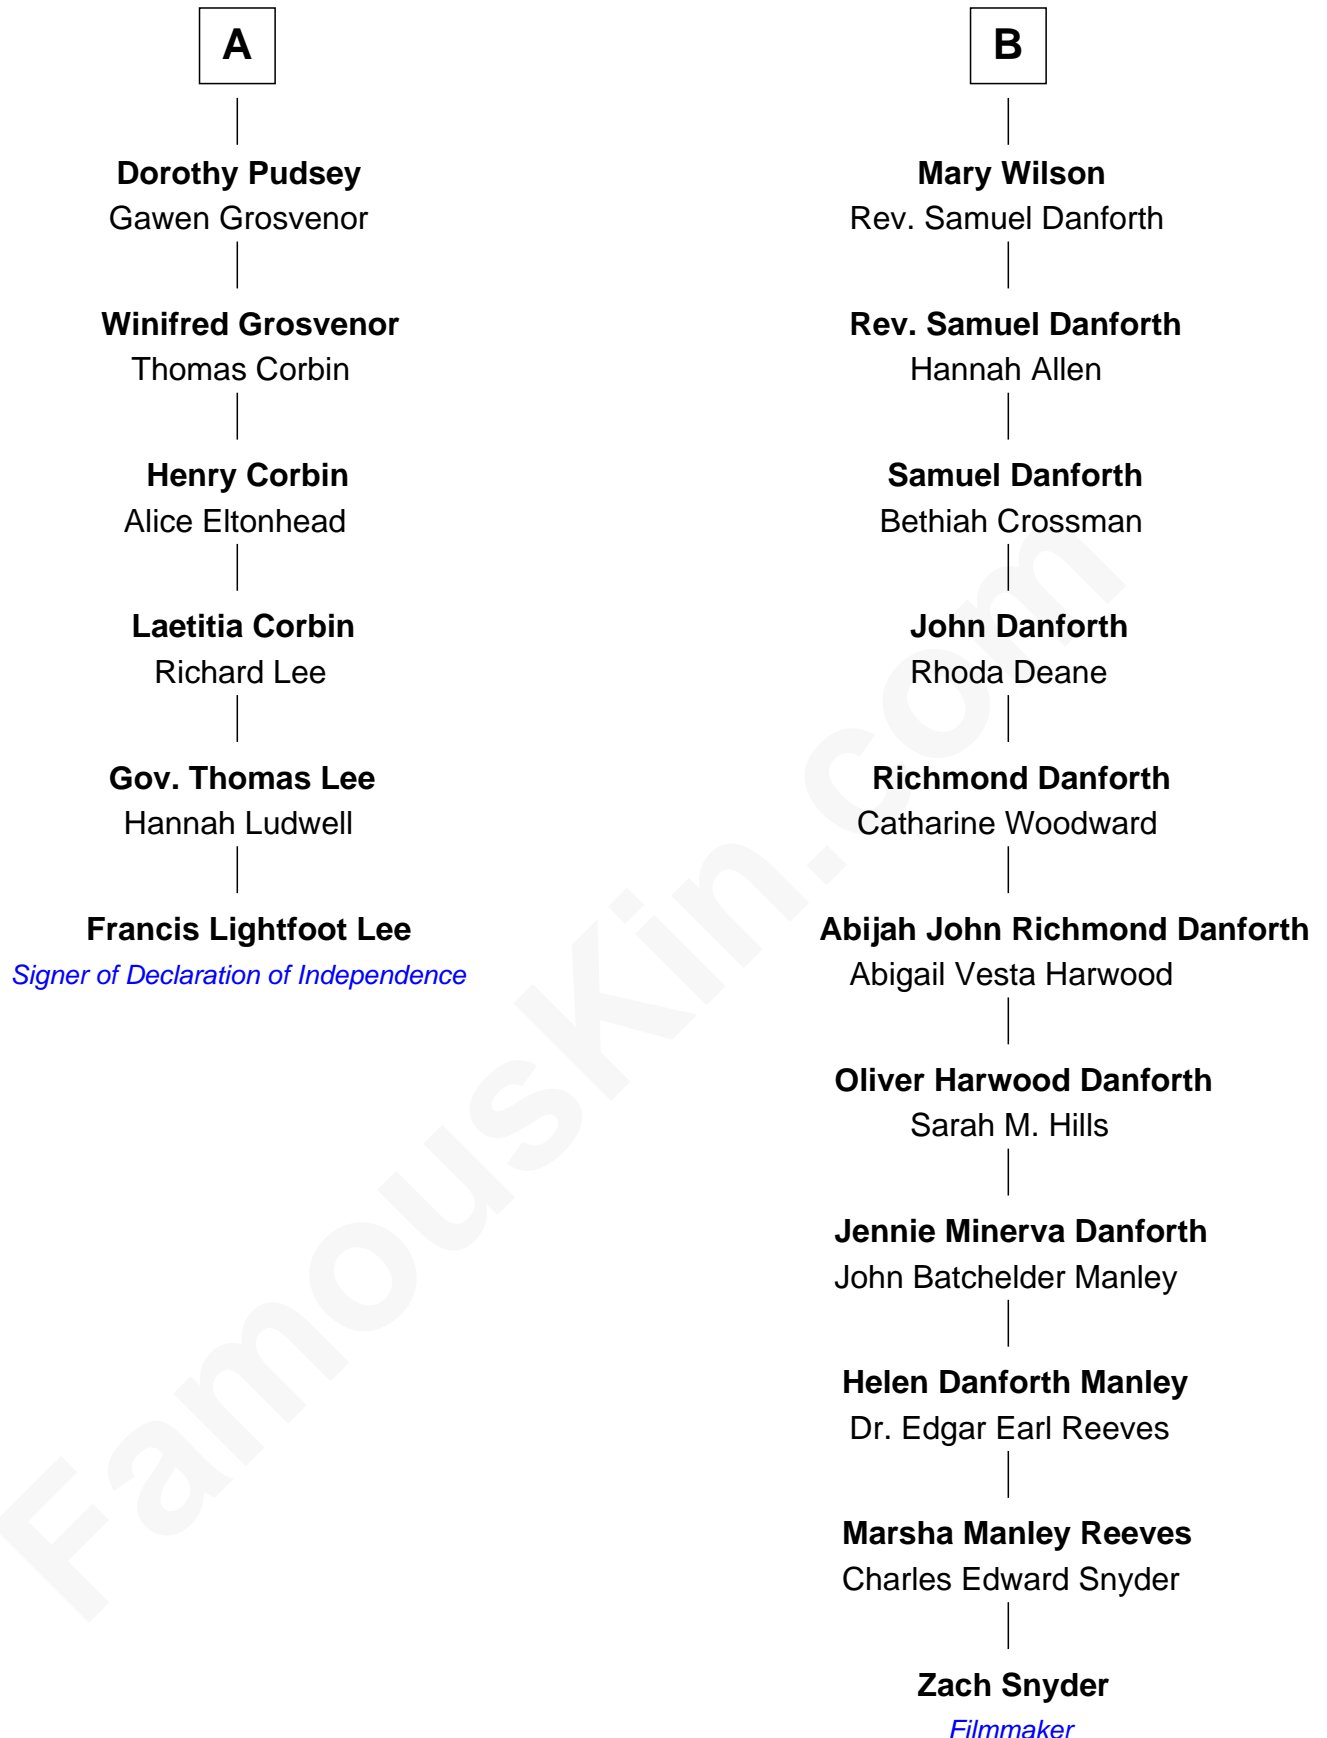 A
Dorothy Pudsey
Gawen Grosvenor
Winifred Grosvenor
Thomas Corbin
Henry Corbin
Alice Eltonhead
Laetitia Corbin
Richard Lee
Gov. Thomas Lee
Hannah Ludwell
Francis Lightfoot Lee
Signer of Declaration of Independence
B
Mary Wilson
Rev. Samuel Danforth
Rev. Samuel Danforth
Hannah Allen
Samuel Danforth
Bethiah Crossman
John Danforth
Rhoda Deane
Richmond Danforth
Catharine Woodward
Abijah John Richmond Danforth
Abigail Vesta Harwood
Oliver Harwood Danforth
Sarah M. Hills
Jennie Minerva Danforth
John Batchelder Manley
Helen Danforth Manley
Dr. Edgar Earl Reeves
Marsha Manley Reeves
Charles Edward Snyder
Zach Snyder
Filmmaker
FamousKin.com